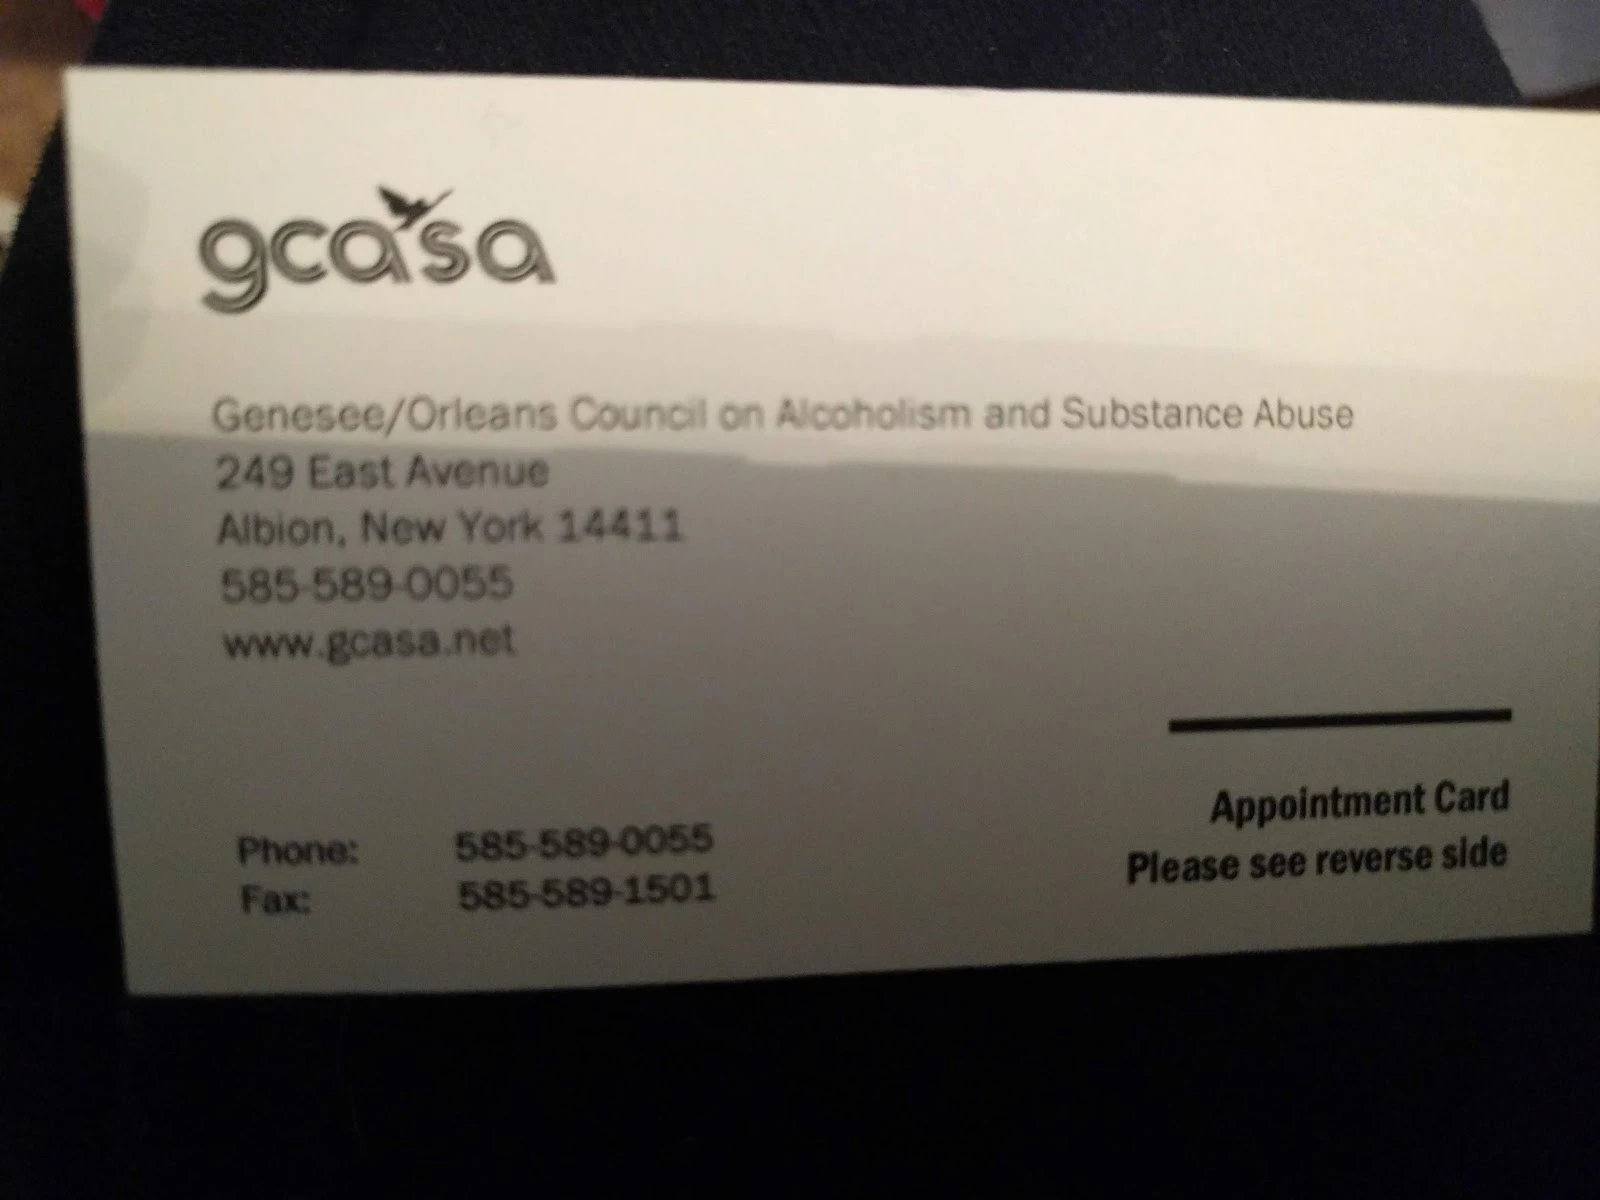 gcasa
Genesee/Orleans Council on Alcoholism and Substance Abuse
249 East Avenue
Albion, New York 14411
585-589-0055
www.gcasa.net
Phone: 585-589-0055
Fax: 585-589-1501
Appointment Card
Please see reverse side